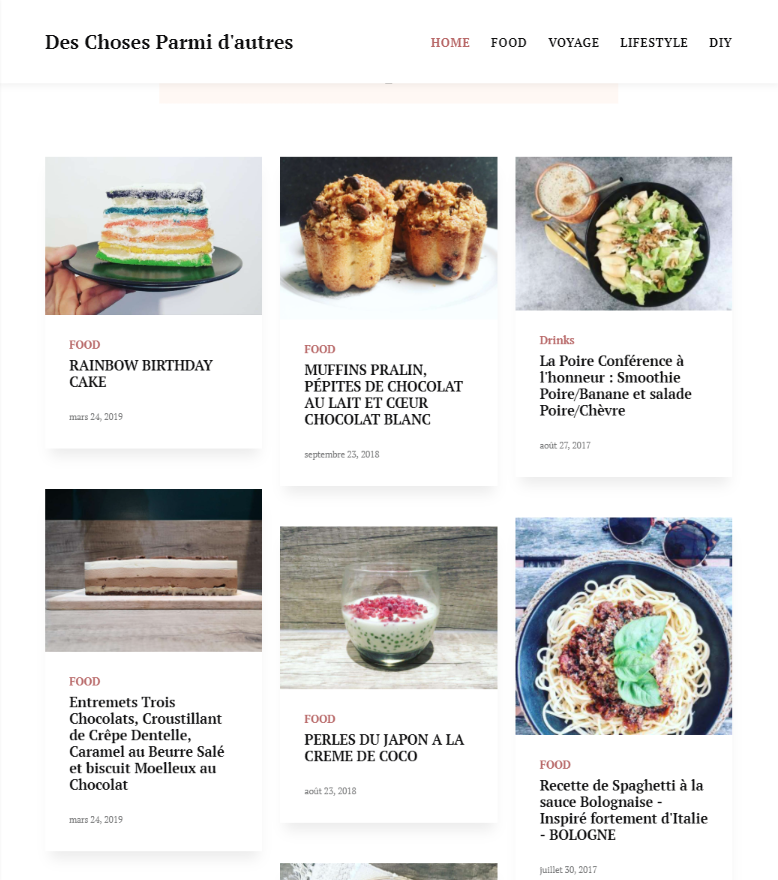 Des Choses Parmi d'autres
HOME FOOD VOYAGE LIFESTYLE DIY
FOOD
RAINBOW BIRTHDAY
CAKE
mars 24, 2019
FOOD
MUFFINS PRALIN,
PÉPITES DE CHOCOLAT
AU LAIT ET CŒUR
CHOCOLAT BLANC
septembre 23, 2018
Drinks
La Poire Conférence à
l'honneur : Smoothie
Poire/Banane et salade
Poire/Chèvre
août 27, 2017
FOOD
Entremets Trois
Chocolats, Croustillant
de Crêpe Dentelle,
Caramel au Beurre Salé
et biscuit Moelleux au
Chocolat
mars 24, 2019
FOOD
PERLES DU JAPON A LA
CREME DE COCO
août 23, 2018
FOOD
Recette de Spaghetti à la
sauce Bolognaise -
Inspiré fortement d'Italie
- BOLOGNE
juillet 30, 2017